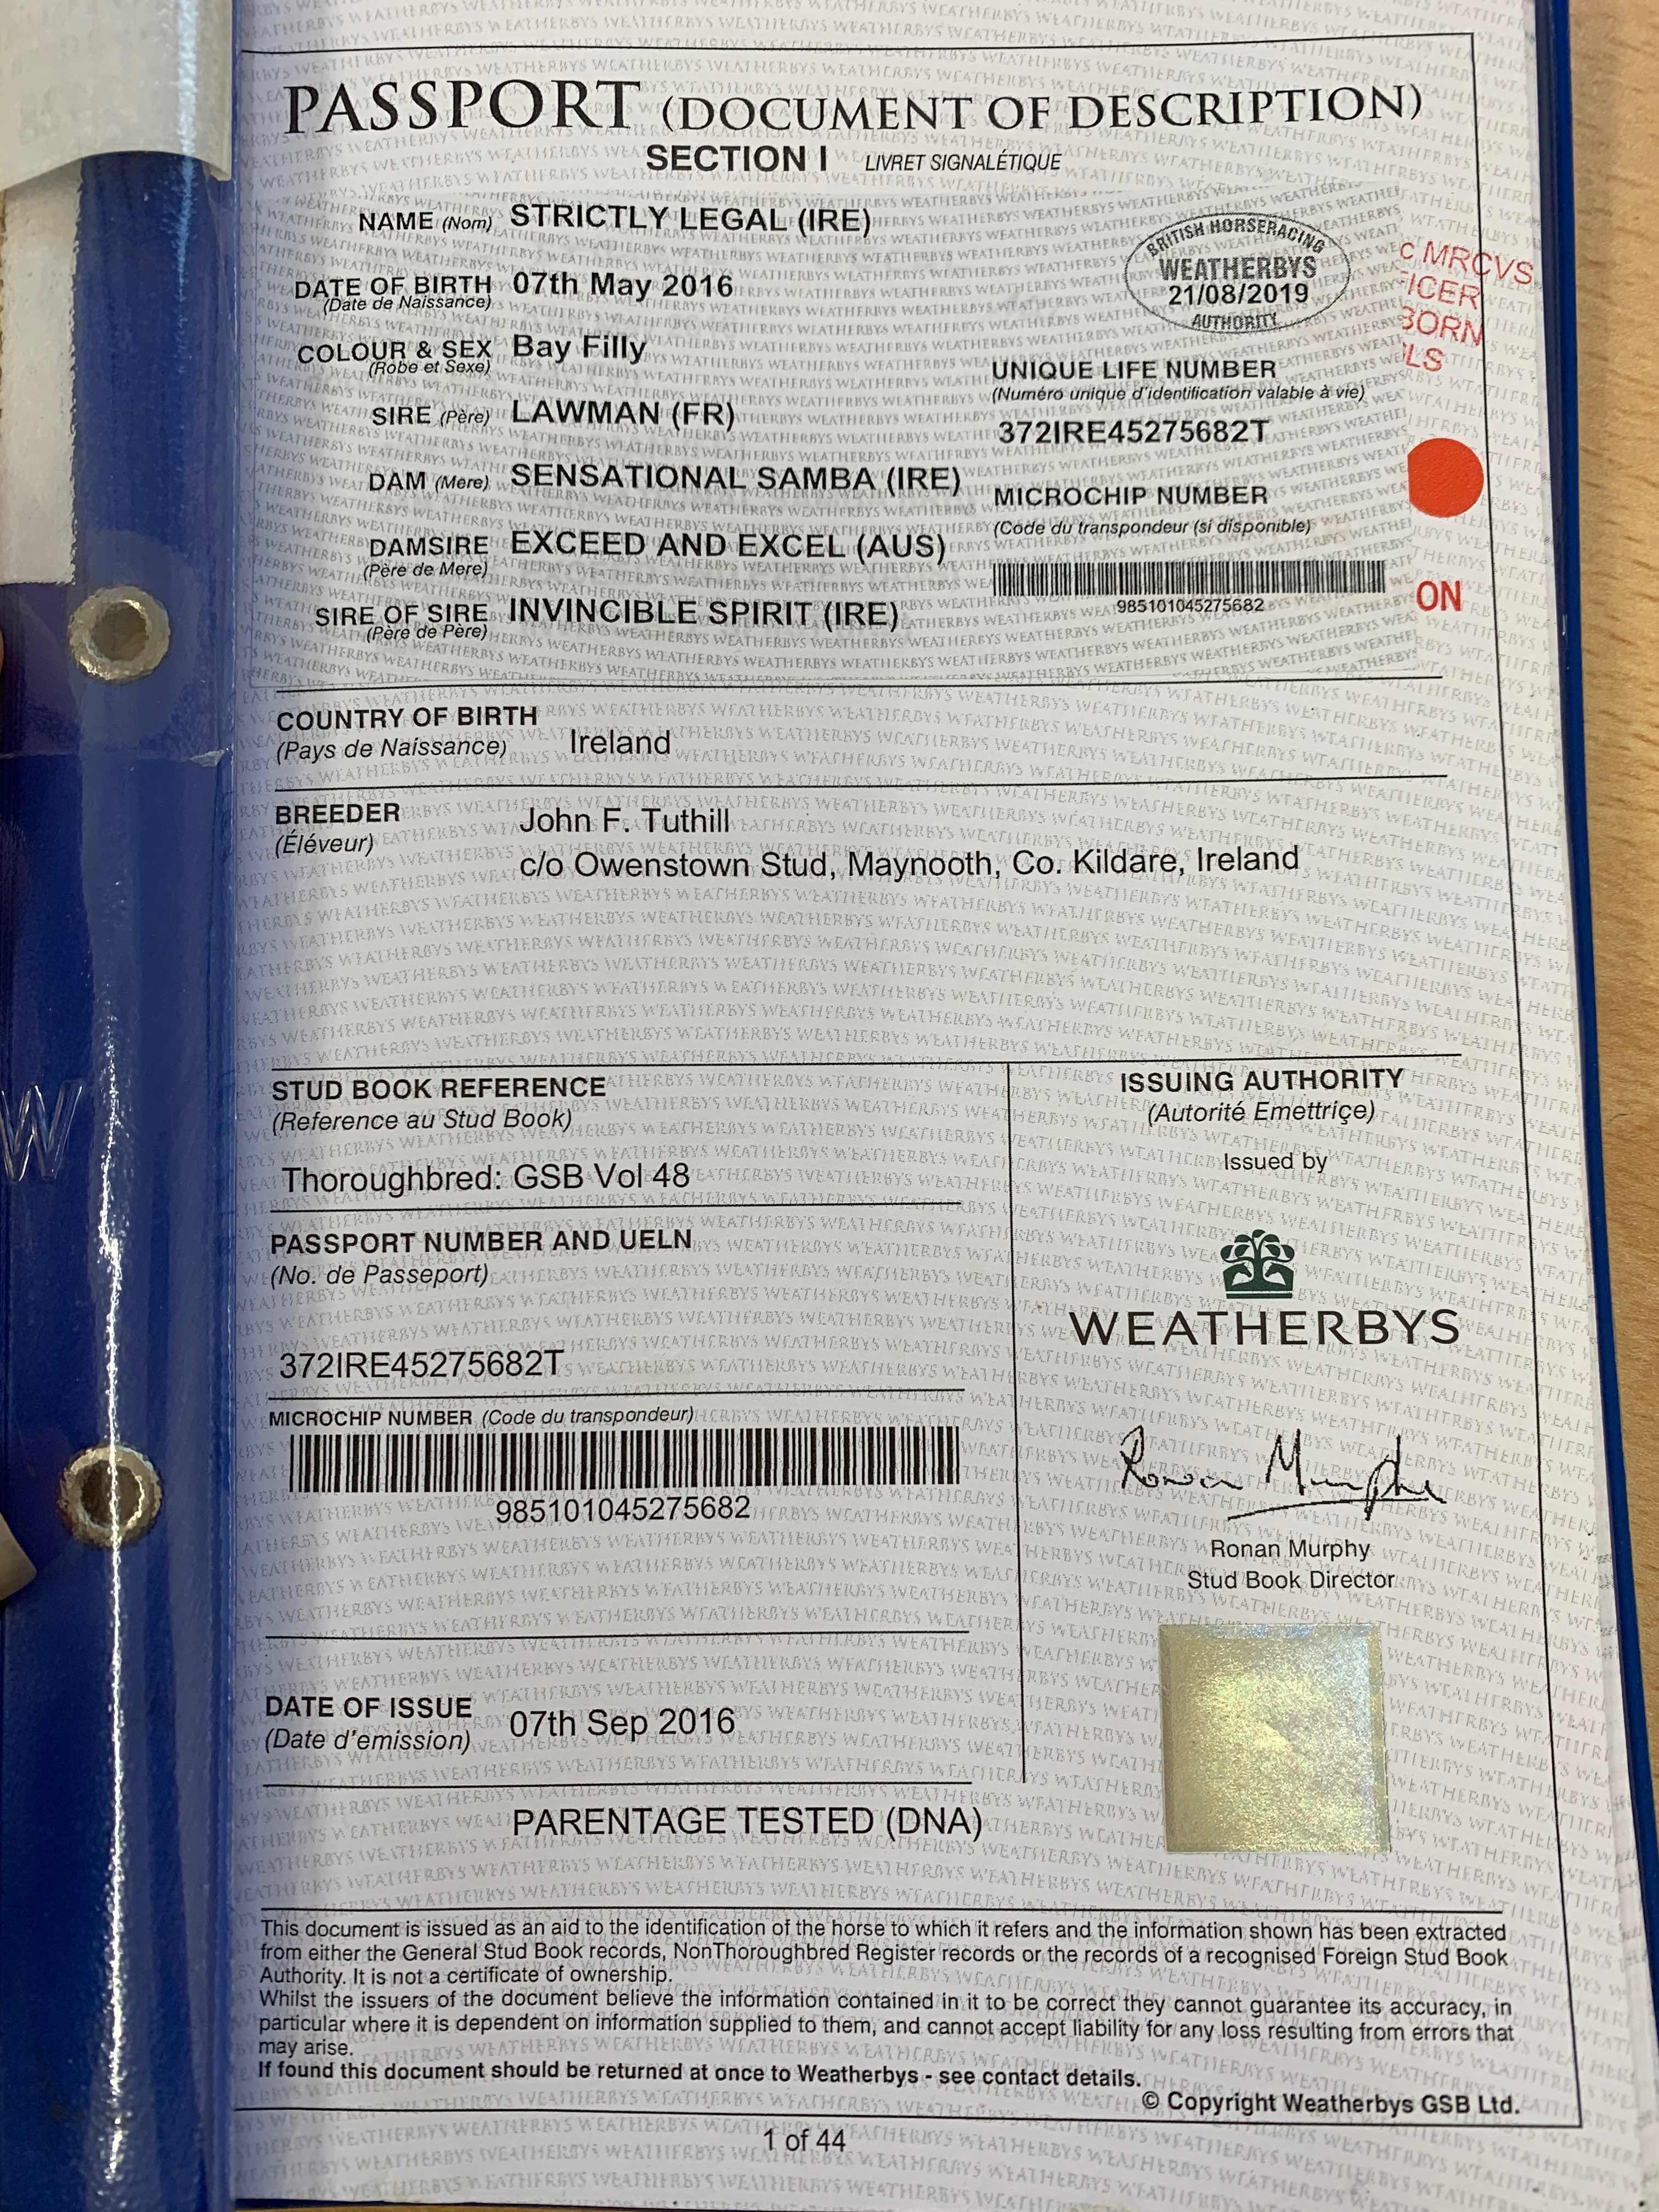 PASSPORT (DOCUMENT OF DESCRIPTION)
SECTION I LIVRET SIGNALÉTIQUE
NAME (Nom) STRICTLY LEGAL (IRE)
DATE OF BIRTH 07th May 2016
(Date de Naissance)
COLOUR & SEX Bay Filly
(Robe et Sexe)
SIRE (Père) LAWMAN (FR)
DAM (Mere) SENSATIONAL SAMBA (IRE)
DAMSIRE EXCEED AND EXCEL (AUS)
(Père de Mere)
SIRE OF SIRE INVINCIBLE SPIRIT (IRE)
(Père de Père)
BRITISH HORSERACING
WEATHERBYS
21/08/2019
AUTHORITY
C MRCVS
ICER
BORN
LS
UNIQUE LIFE NUMBER
(Numéro unique d'identification valable à vie)
372IRE45275682T
MICROCHIP NUMBER
(Code du transpondeur (si disponible)
985101045275682
ON
COUNTRY OF BIRTH
(Pays de Naissance) Ireland
BREEDER
(Éléveur)
John F. Tuthill
c/o Owenstown Stud, Maynooth, Co. Kildare, Ireland
STUD BOOK REFERENCE
(Reference au Stud Book)
Thoroughbred: GSB Vol 48
PASSPORT NUMBER AND UELN
(No. de Passeport)
372IRE45275682T
MICROCHIP NUMBER (Code du transpondeur)
985101045275682
DATE OF ISSUE
(Date d'émission) 07th Sep 2016
ISSUING AUTHORITY
(Autorité Emettriçe)
Issued by
WEATHERBYS
Ronan Murphy
Ronan Murphy
Stud Book Director
PARENTAGE TESTED (DNA)
This document is issued as an aid to the identification of the horse to which it refers and the information shown has been extracted
from either the General Stud Book records, NonThoroughbred Register records or the records of a recognised Foreign Stud Book
Authority. It is not a certificate of ownership.
Whilst the issuers of the document believe the information contained in it to be correct they cannot guarantee its accuracy, in
particular where it is dependent on information supplied to them, and cannot accept liability for any loss resulting from errors that
may arise.
If found this document should be returned at once to Weatherbys - see contact details.
© Copyright Weatherbys GSB Ltd.
1 of 44
W